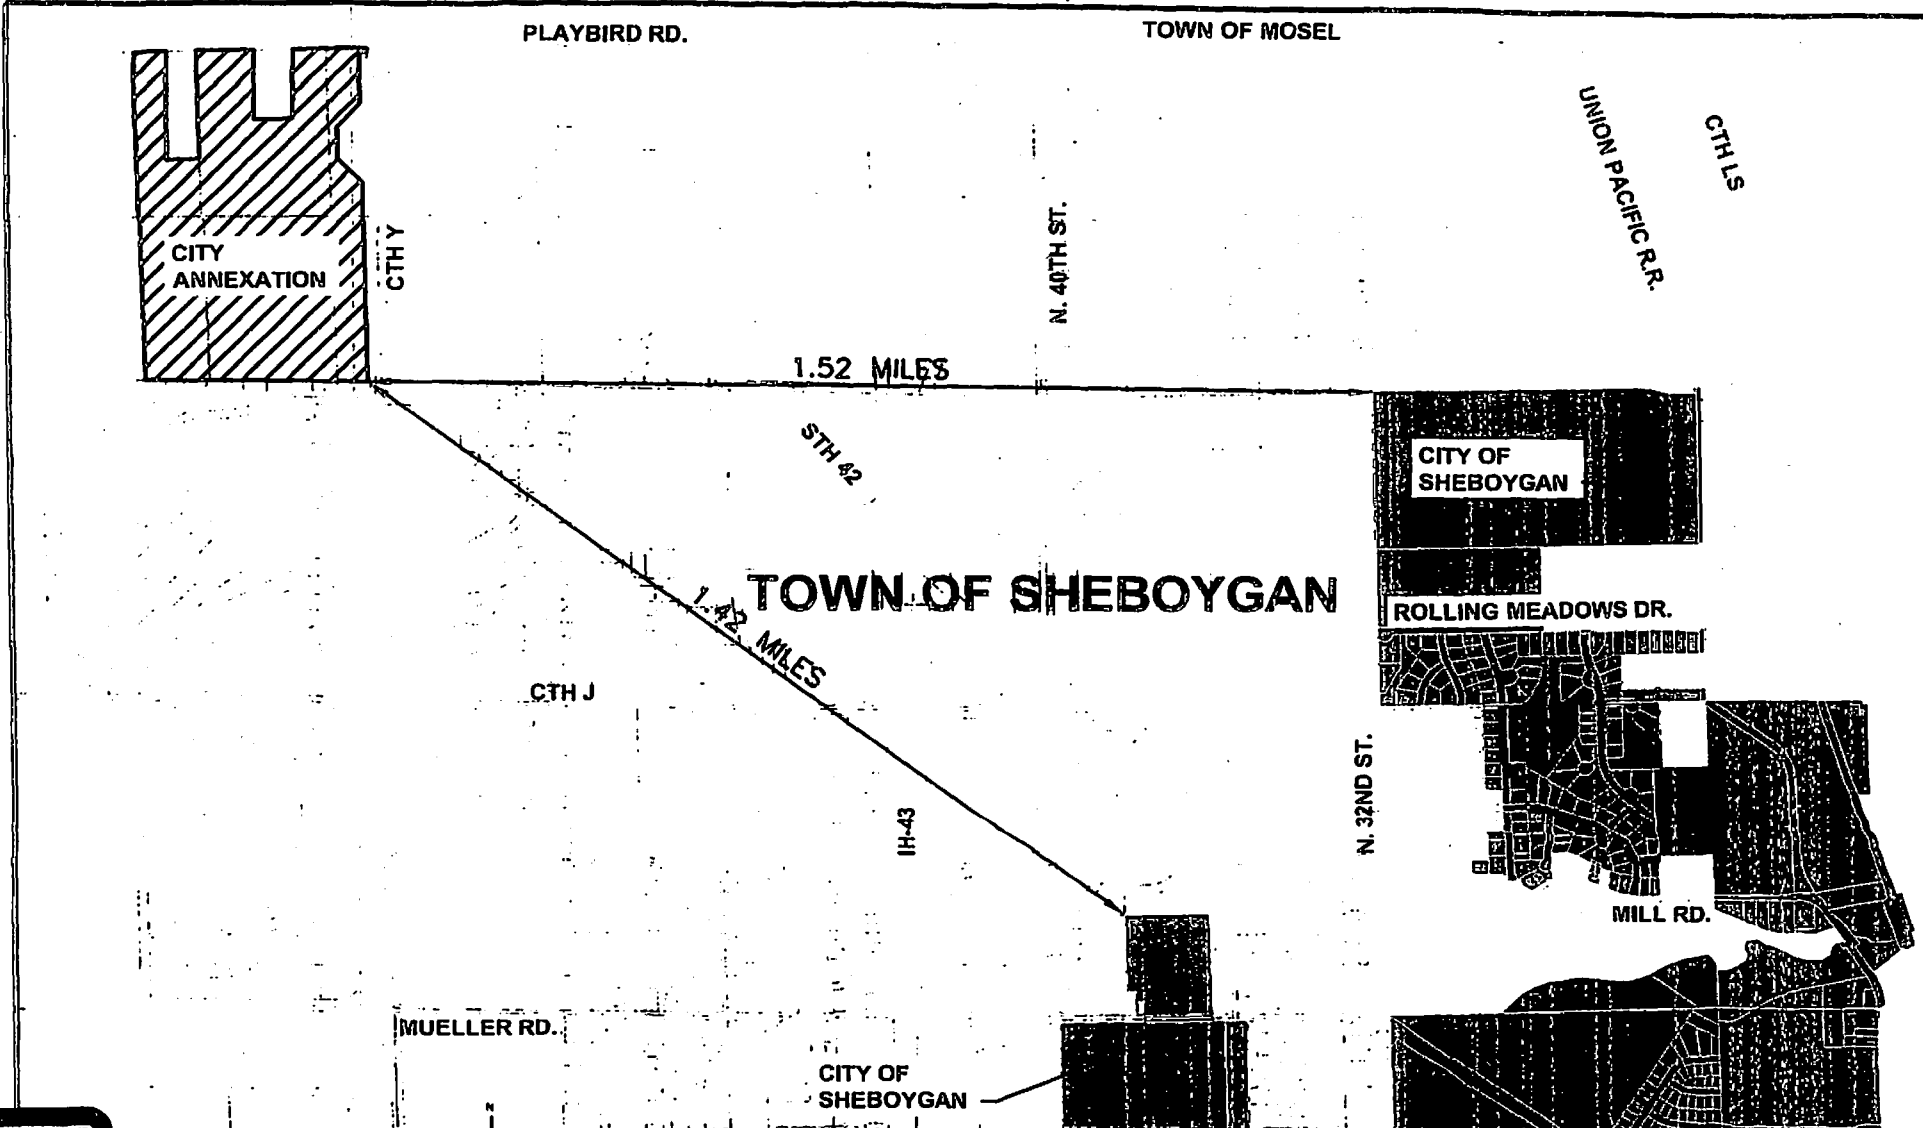 PLAYBIRD RD.
TOWN OF MOSEL
UNION PACIFIC R.R.
CTH LS
N. 40TH ST.
CITY
ANNEXATION
CTH Y
1.52 MILES
STH 42
CITY OF
SHEBOYGAN
TOWN OF SHEBOYGAN
1.42 MILES
ROLLING MEADOWS DR.
CTH J
N. 32ND ST.
IH-43
MILL RD.
MUELLER RD.
CITY OF
SHEBOYGAN
N